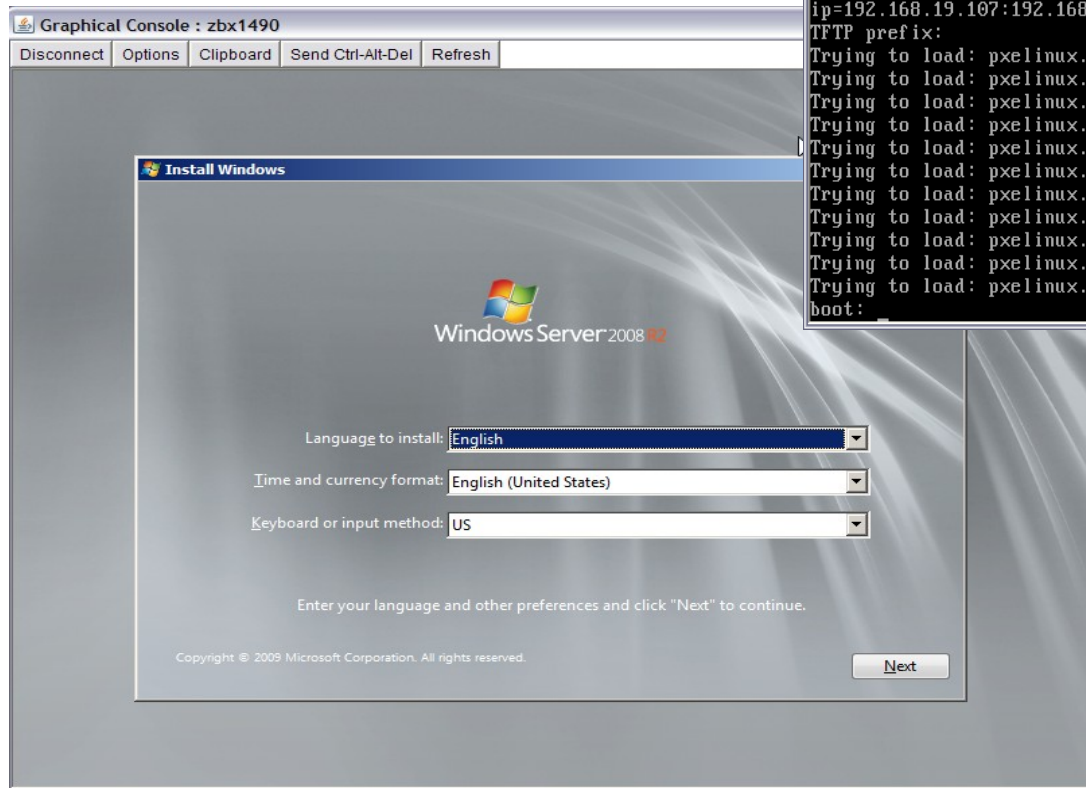 Graphical Console : zbx1490
Disconnect Options Clipboard Send Ctrl-Alt-Del Refresh
Install Windows
Windows Server 2008 R2
Language to install: English
Time and currency format: English (United States)
Keyboard or input method: US
Enter your language and other preferences and click "Next" to continue.
Copyright © 2009 Microsoft Corporation. All rights reserved.
Next
ip=192.168.19.107:192.168
TFTP prefix:
Trying to load: pxelinux.
Trying to load: pxelinux.
Trying to load: pxelinux.
Trying to load: pxelinux.
Trying to load: pxelinux.
Trying to load: pxelinux.
Trying to load: pxelinux.
Trying to load: pxelinux.
Trying to load: pxelinux.
Trying to load: pxelinux.
Trying to load: pxelinux.
boot: _